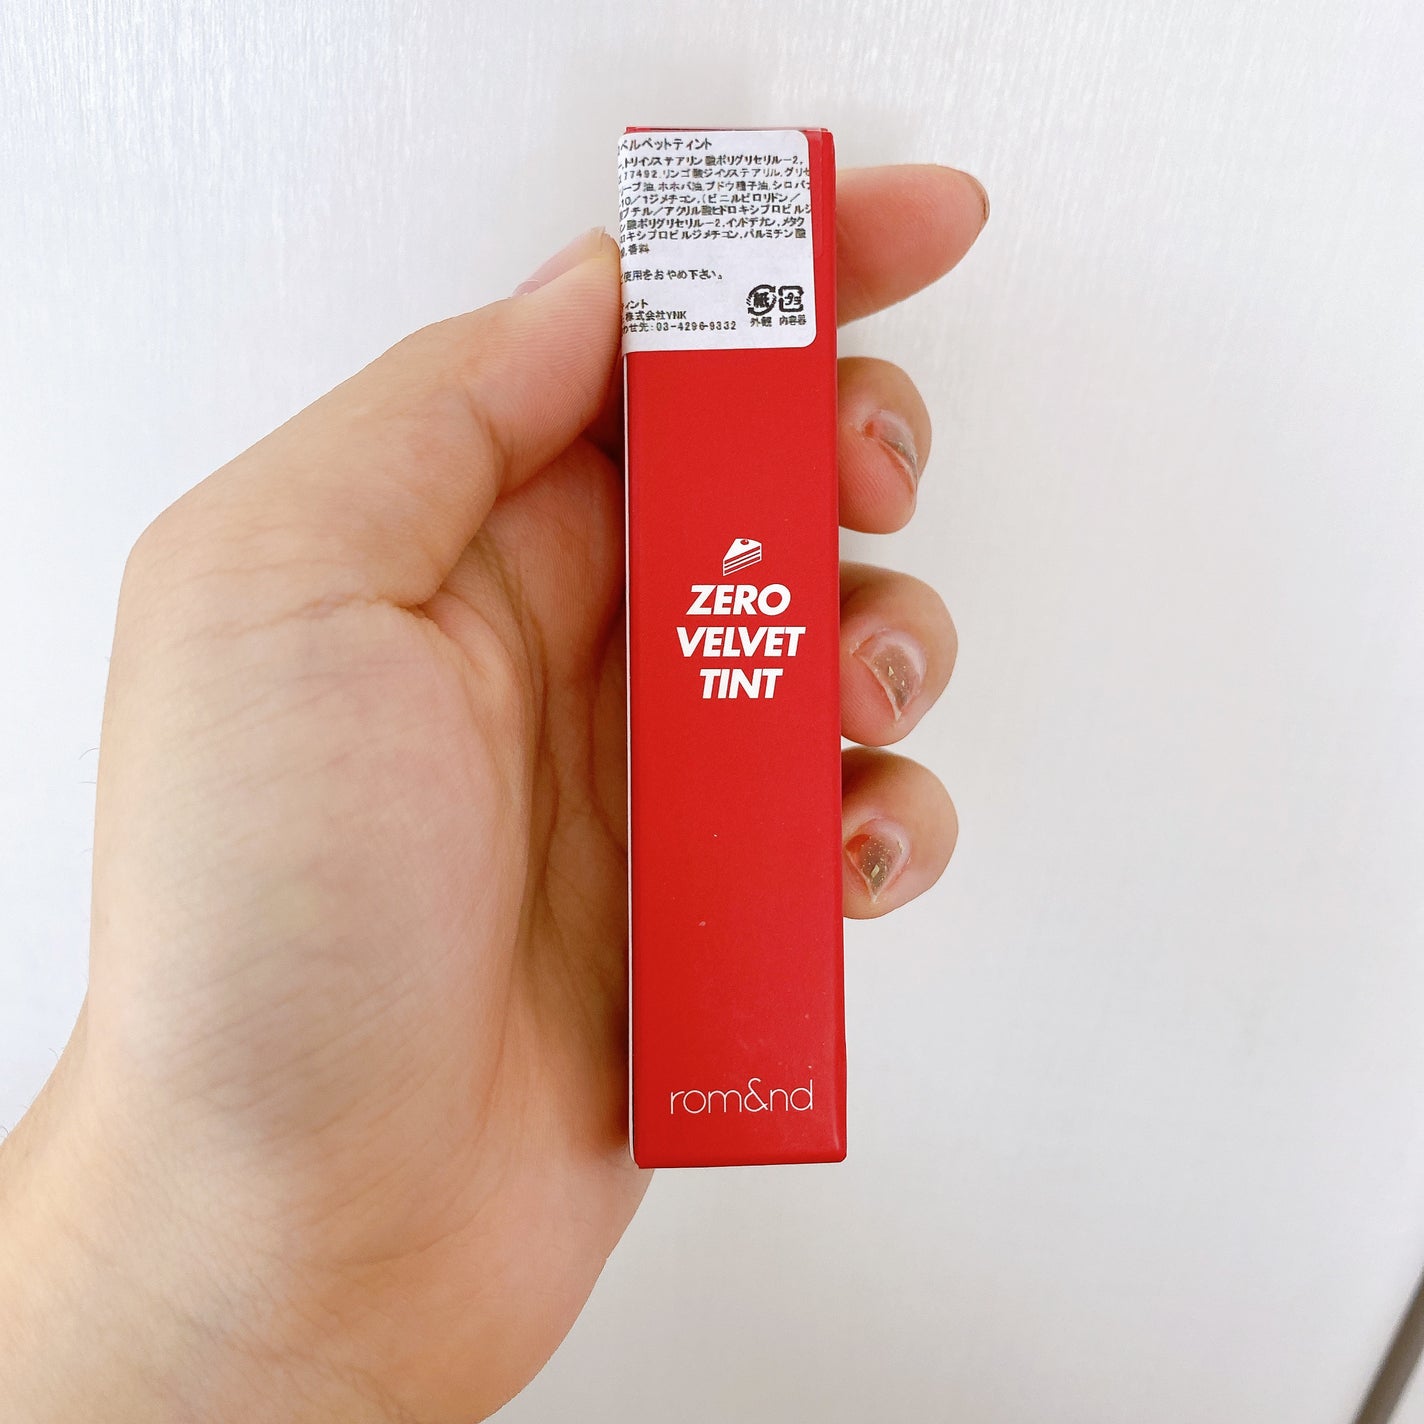 ベルベットティント
トリイソステアリン酸ポリグリセリル-2,
17492,リンゴ酸ジイソステアリル,グリセ
ーブ油,ホホバ油,ブドウ種子油,シロバナ
10/1ジメチコン,(ビニルピロリドン/
ブチル/アクリル酸ヒドロキシプロピルジ
ン酸ポリグリセリル-2,イソドデカン,メタク
ロキシプロピルジメチコン,パルミチン酸
香料
使用をおやめ下さい。
ィント
株式会社YNK
わせ先:03-4296-9332
紙 プラ
外観 内容器
ZERO
VELVET
TINT
rom&nd